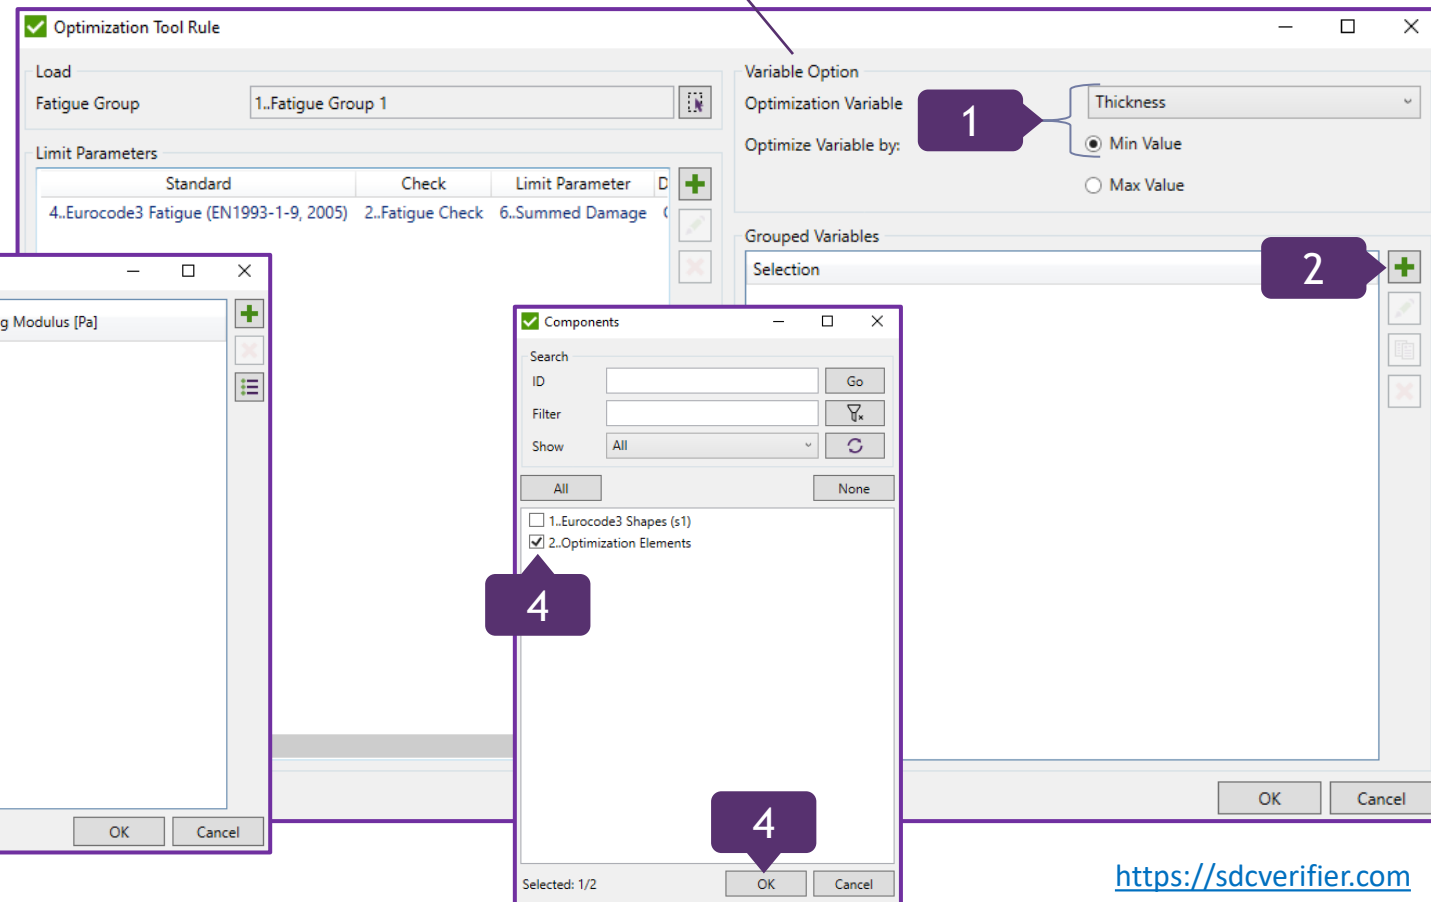 Optimization Tool Rule
Load
Fatigue Group
1..Fatigue Group 1
Limit Parameters
Standard Check Limit Parameter D
4..Eurocode3 Fatigue (EN1993-1-9, 2005) 2..Fatigue Check 6..Summed Damage
Variable Option
Optimization Variable
1
Thickness
Optimize Variable by:
Min Value
Max Value
Grouped Variables
Selection
2
g Modulus [Pa]
OK Cancel
Components
Search
ID
Go
Filter
Show
All
All
None
1..Eurocode3 Shapes (s1)
2..Optimization Elements
4
4
Selected: 1/2
OK Cancel
OK Cancel
https://sdcverifier.com